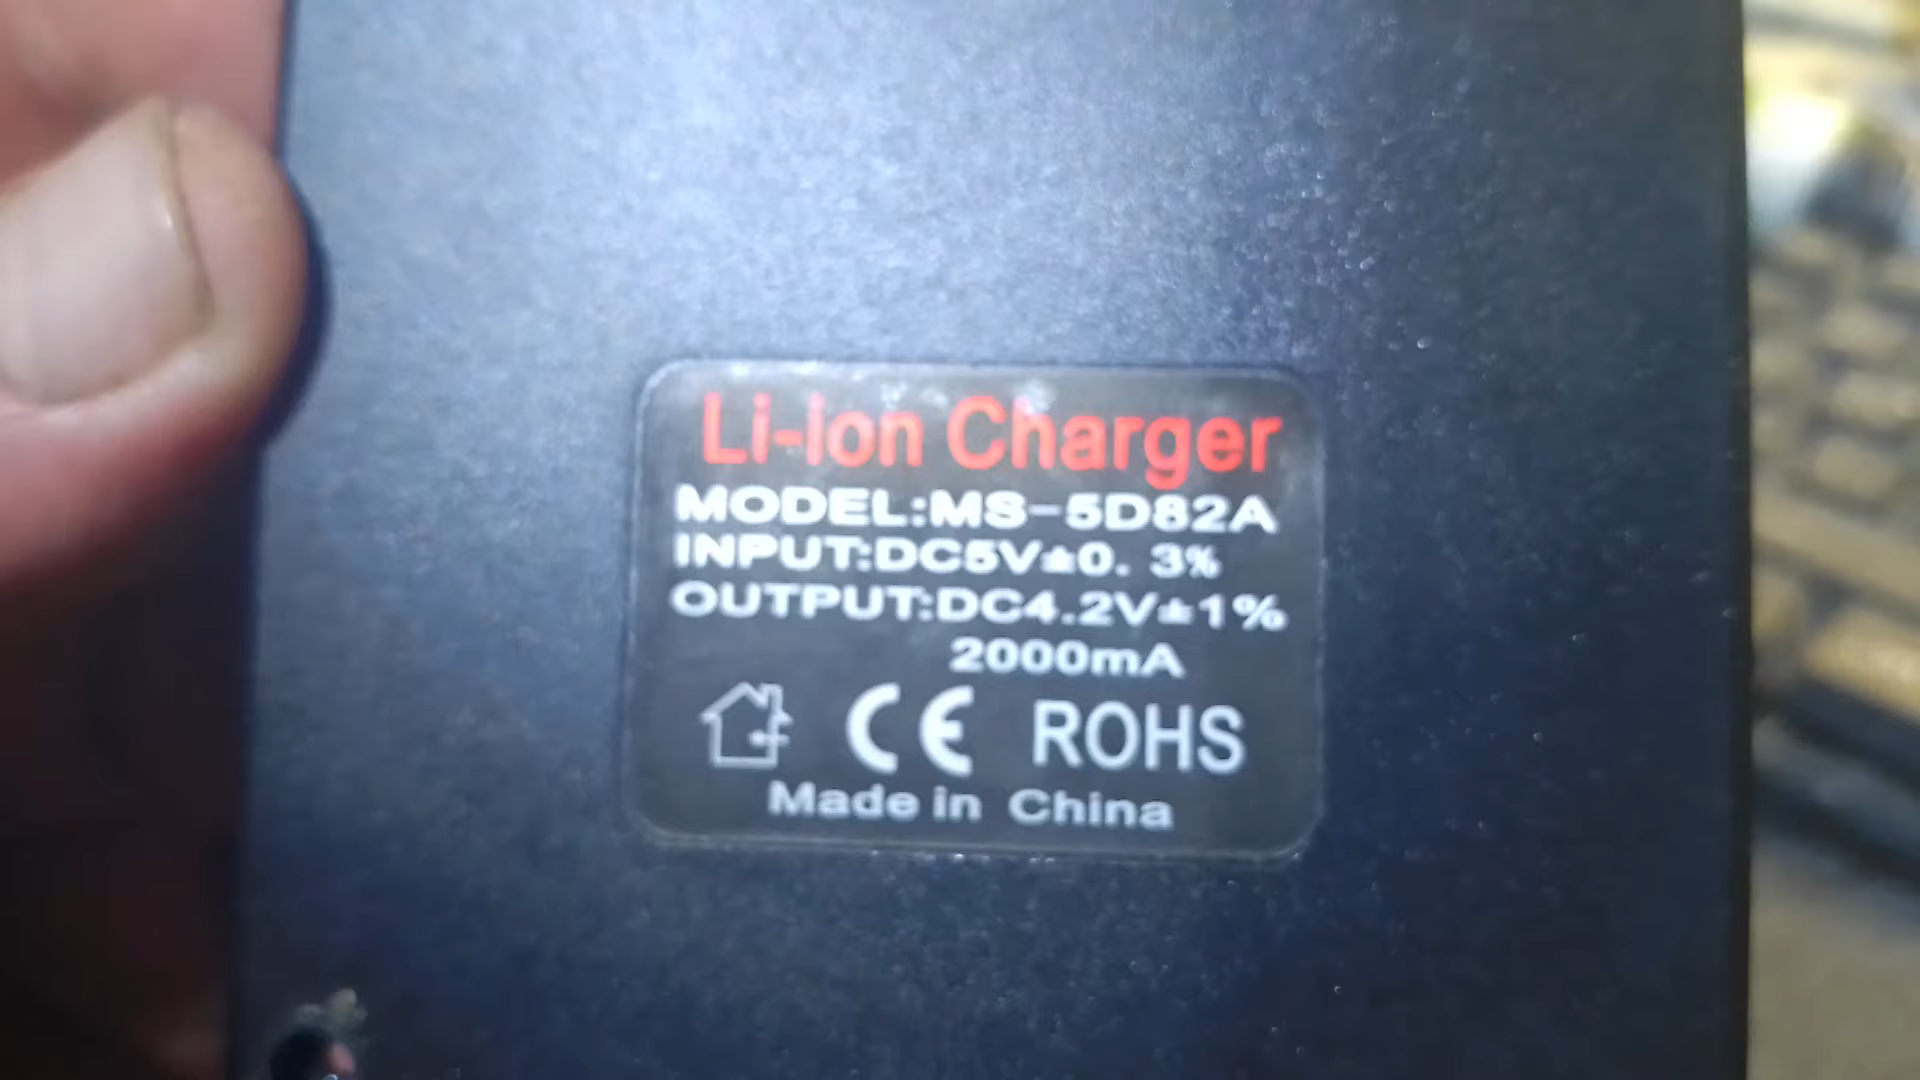 Li-ion Charger
MODEL:MS-5D82A
INPUT:DC5V±0. 3%
OUTPUT:DC4.2V±1%
2000mA
CE ROHS
Made in China